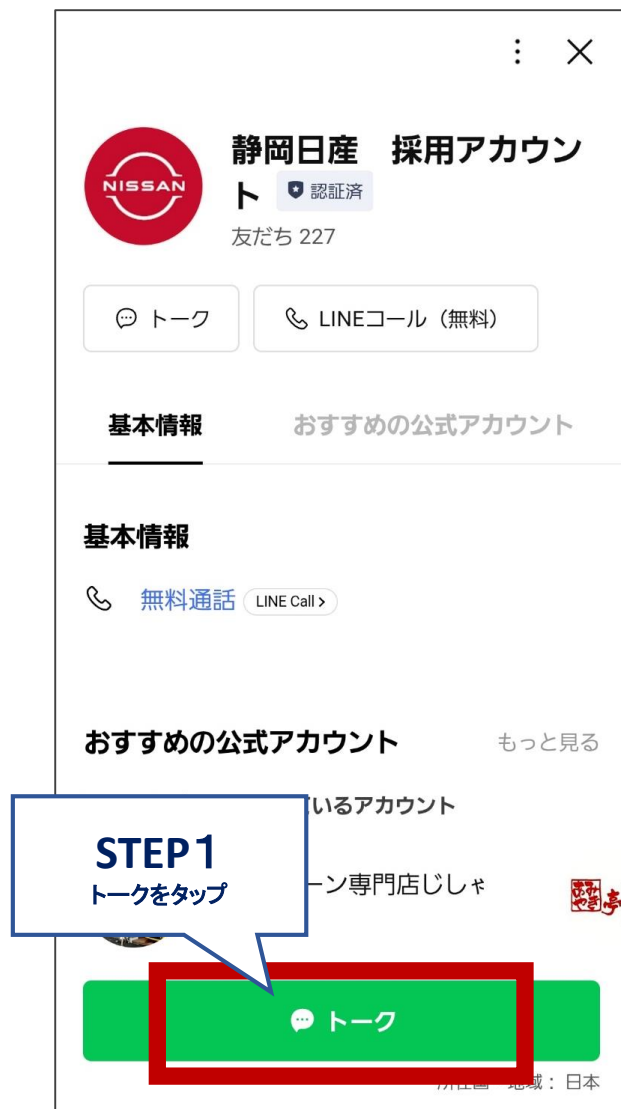 NISSAN
静岡日産 採用アカウン
ト 認証済
友だち 227
トーク
LINEコール（無料）
基本情報
おすすめの公式アカウント
基本情報
無料通話 LINE Call
おすすめの公式アカウント
もっと見る
いるアカウント
STEP1
トークをタップ
ーン専門店じしゃ
あみやき亭
トーク
地域：日本